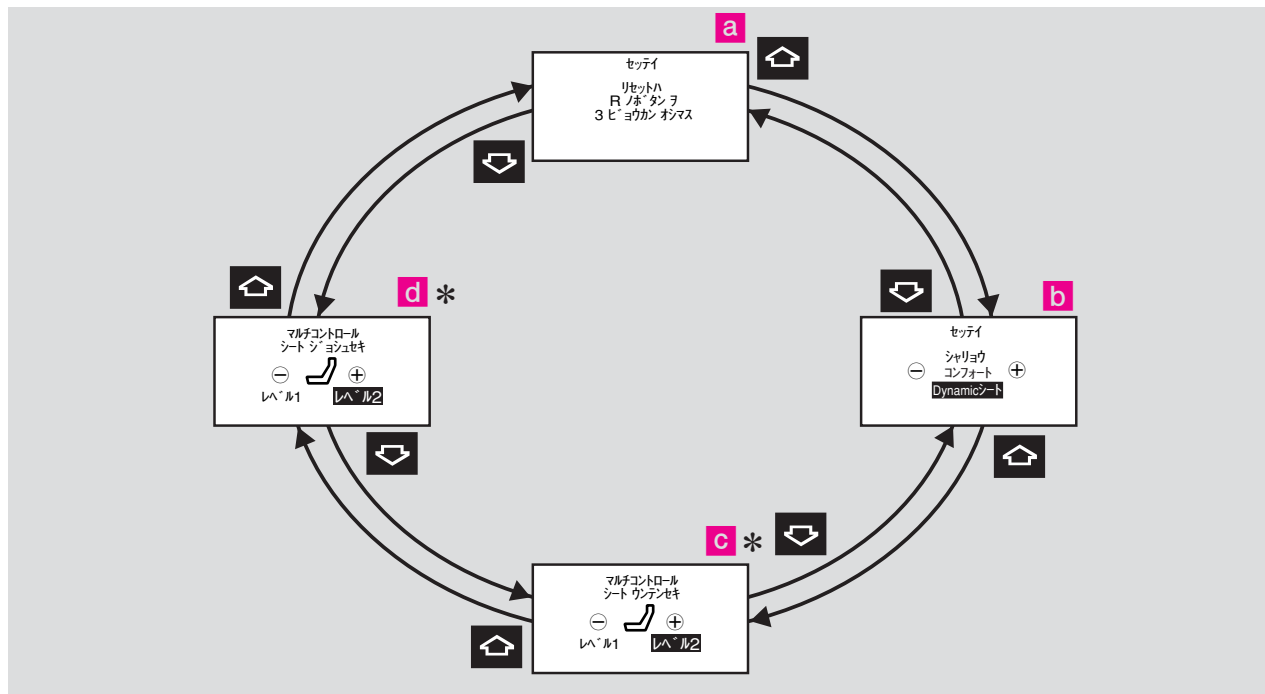 a
セッテイ
リセットハ
R ノボタン ヲ
3 ビョウカン オシマス
d *
マルチコントロール
シート ジョシュセキ
⊖ ⊕
レベル1 レベル2
b
セッテイ
シャリョウ
⊖ コンフォート ⊕
Dynamicシート
c *
マルチコントロール
シート ウンテンセキ
⊖ ⊕
レベル1 レベル2